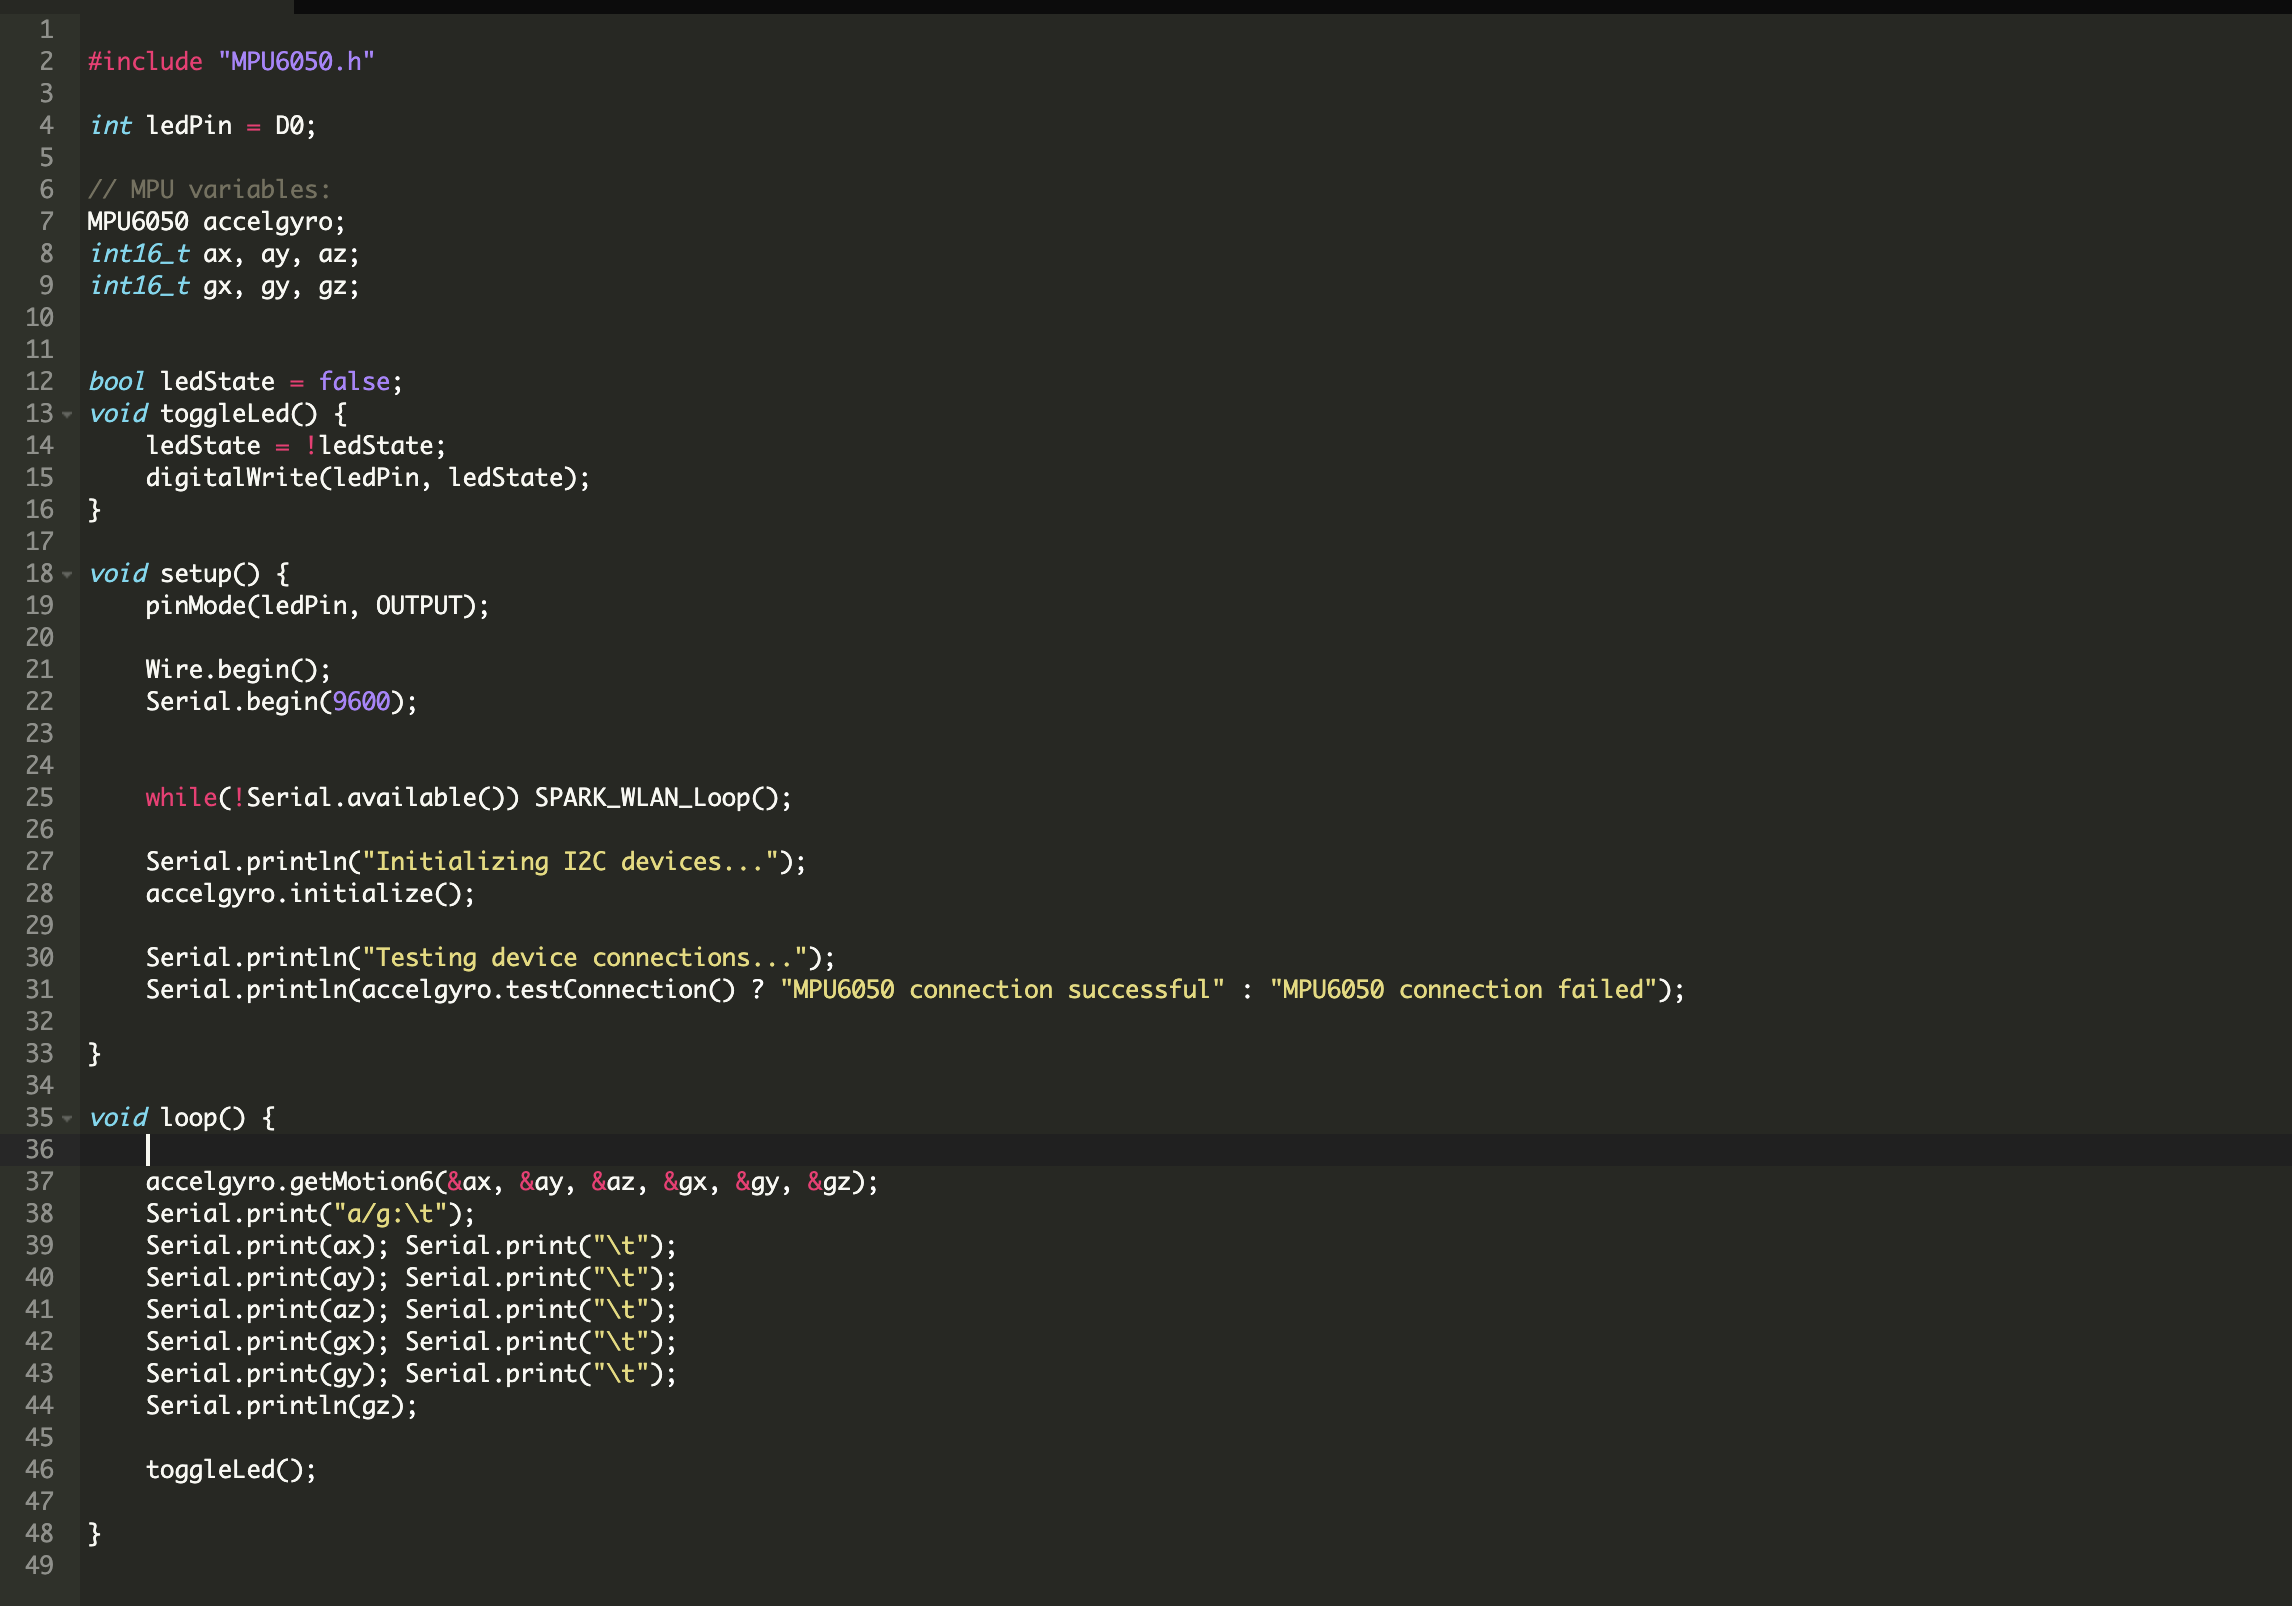 1
2 #include "MPU6050.h"
3
4 int ledPin = D0;
5
6 // MPU variables:
7 MPU6050 accelgyro;
8 int16_t ax, ay, az;
9 int16_t gx, gy, gz;
10
11
12 bool ledState = false;
13 void toggleLed() {
14     ledState = !ledState;
15     digitalWrite(ledPin, ledState);
16 }
17
18 void setup() {
19     pinMode(ledPin, OUTPUT);
20
21     Wire.begin();
22     Serial.begin(9600);
23
24
25     while(!Serial.available()) SPARK_WLAN_Loop();
26
27     Serial.println("Initializing I2C devices...");
28     accelgyro.initialize();
29
30     Serial.println("Testing device connections...");
31     Serial.println(accelgyro.testConnection() ? "MPU6050 connection successful" : "MPU6050 connection failed");
32
33 }
34
35 void loop() {
36
37     accelgyro.getMotion6(&ax, &ay, &az, &gx, &gy, &gz);
38     Serial.print("a/g:\t");
39     Serial.print(ax); Serial.print("\t");
40     Serial.print(ay); Serial.print("\t");
41     Serial.print(az); Serial.print("\t");
42     Serial.print(gx); Serial.print("\t");
43     Serial.print(gy); Serial.print("\t");
44     Serial.println(gz);
45
46     toggleLed();
47
48 }
49